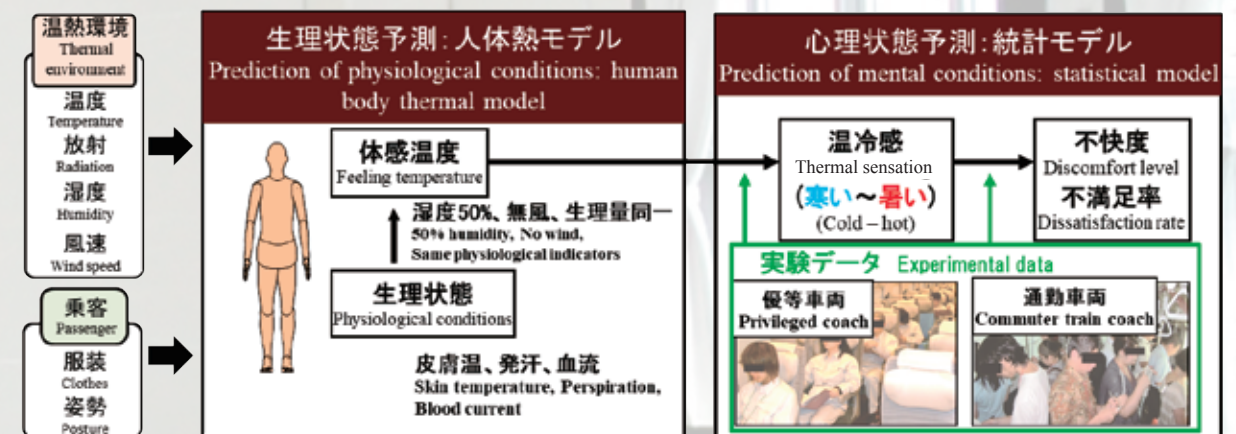 温熱環境
Thermal
environment
温度
Temperature
放射
Radiation
湿度
Humidity
風速
Wind speed
乗客
Passenger
服装
Clothes
姿勢
Posture
生理状態予測:人体熱モデル
Prediction of physiological conditions: human
body thermal model
体感温度
Feeling temperature
湿度50%、無風、生理量同一
50% humidity, No wind,
Same physiological indicators
生理状態
Physiological conditions
皮膚温、発汗、血流
Skin temperature, Perspiration,
Blood current
心理状態予測:統計モデル
Prediction of mental conditions: statistical model
温冷感
Thermal sensation
(寒い~暑い)
(Cold – hot)
不快度
Discomfort level
不満足率
Dissatisfaction rate
実験データ Experimental data
優等車両
Privileged coach
通勤車両
Commuter train coach